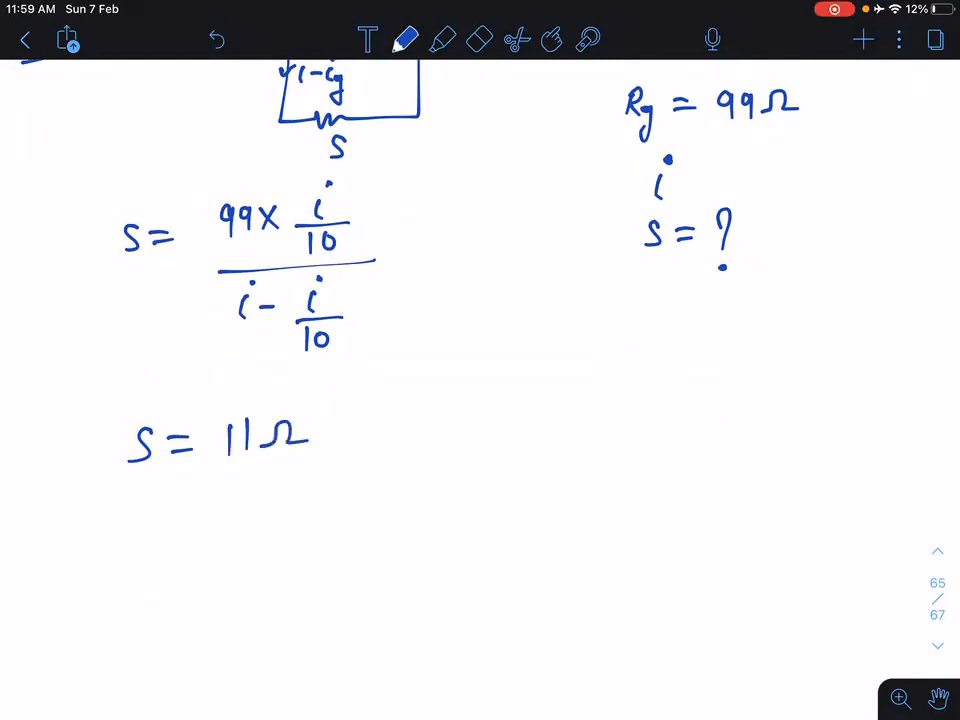 11:59 AM Sun 7 Feb
12%
T
i-ig
S
Rg = 99Ω
i
S = ?
S = 99 × i/10
i - i/10
S = 11Ω
65
/
67